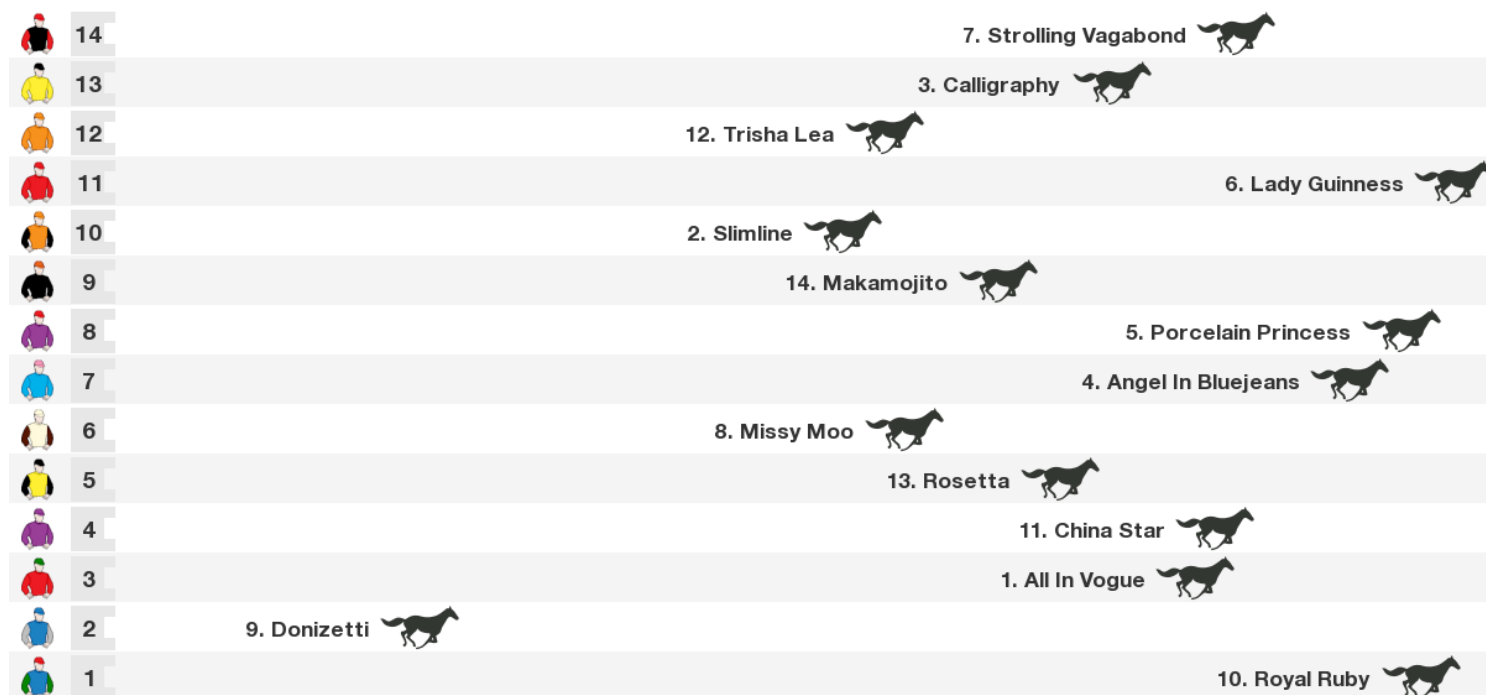 14 7. Strolling Vagabond
13 3. Calligraphy
12 12. Trisha Lea
11 6. Lady Guinness
10 2. Slimline
9 14. Makamojito
8 5. Porcelain Princess
7 4. Angel In Bluejeans
6 8. Missy Moo
5 13. Rosetta
4 11. China Star
3 1. All In Vogue
2 9. Donizetti
1 10. Royal Ruby